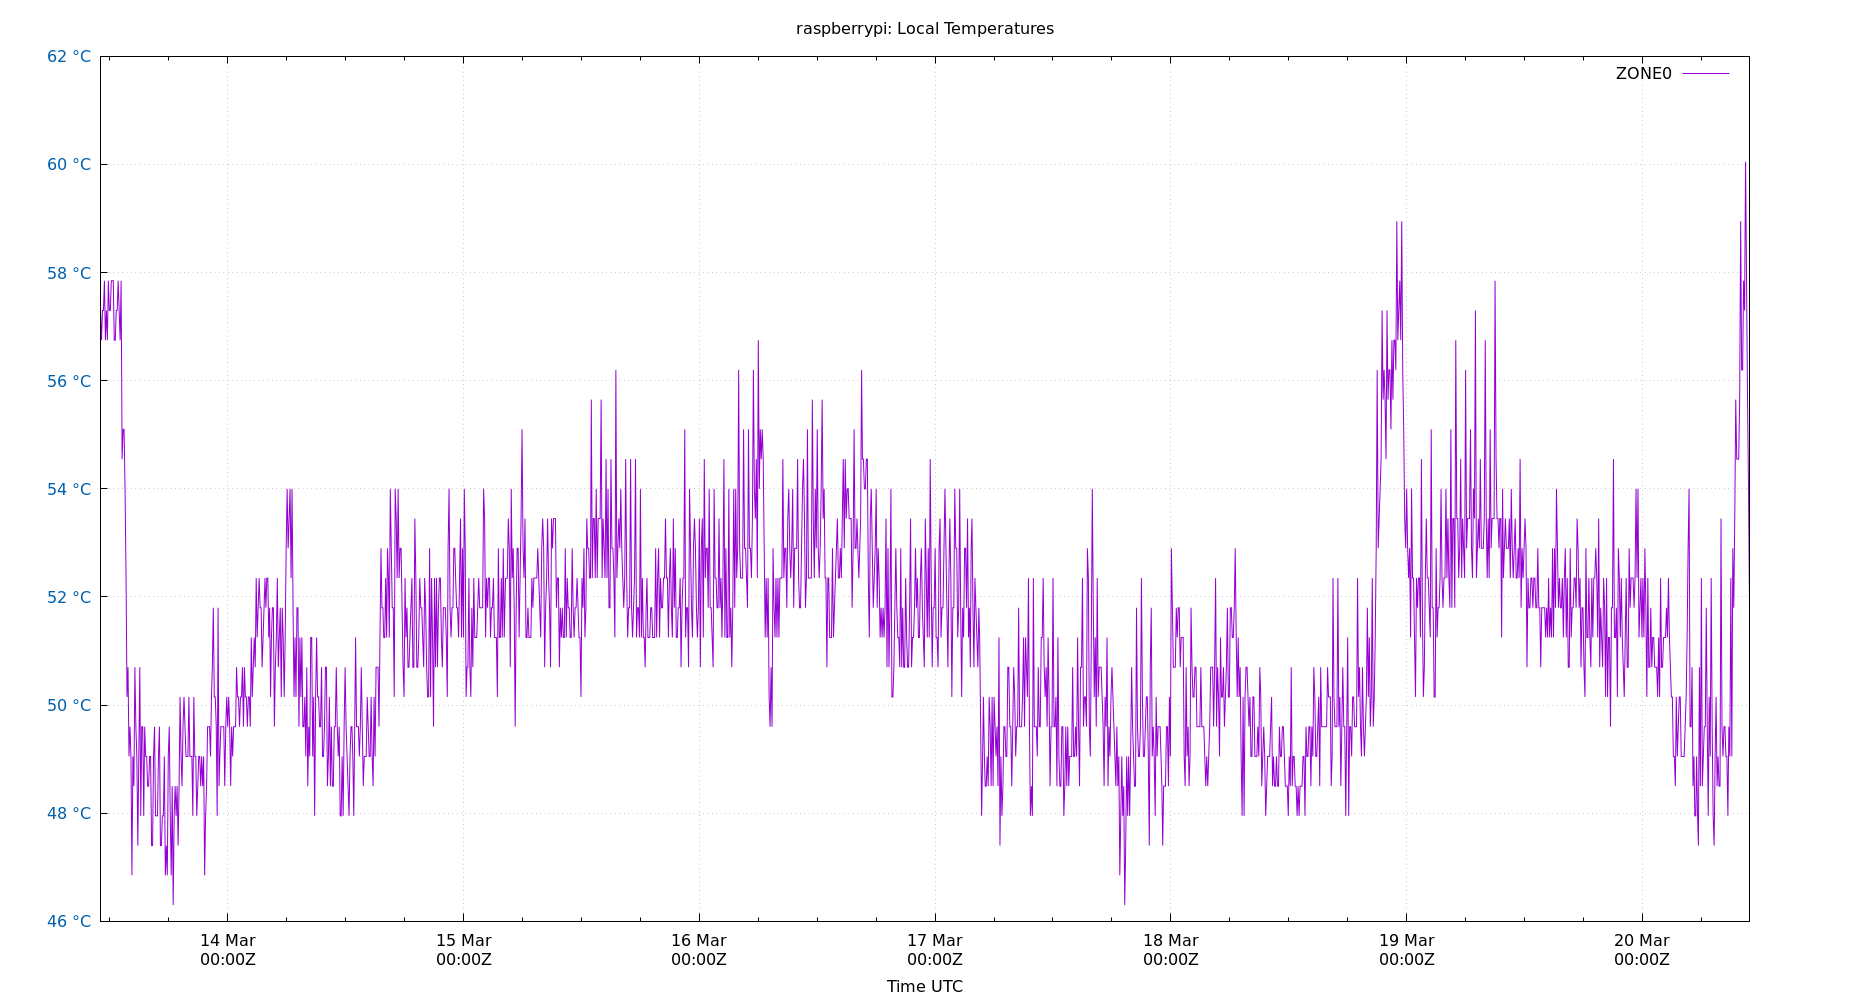 raspberrypi: Local Temperatures
62 °C
ZONE0
60 °C
58 °C
56 °C
54 °C
52 °C
50 °C
48 °C
46 °C
14 Mar 15 Mar 16 Mar 17 Mar 18 Mar 19 Mar 20 Mar
00:00Z 00:00Z 00:00Z 00:00Z 00:00Z 00:00Z 00:00Z
Time UTC